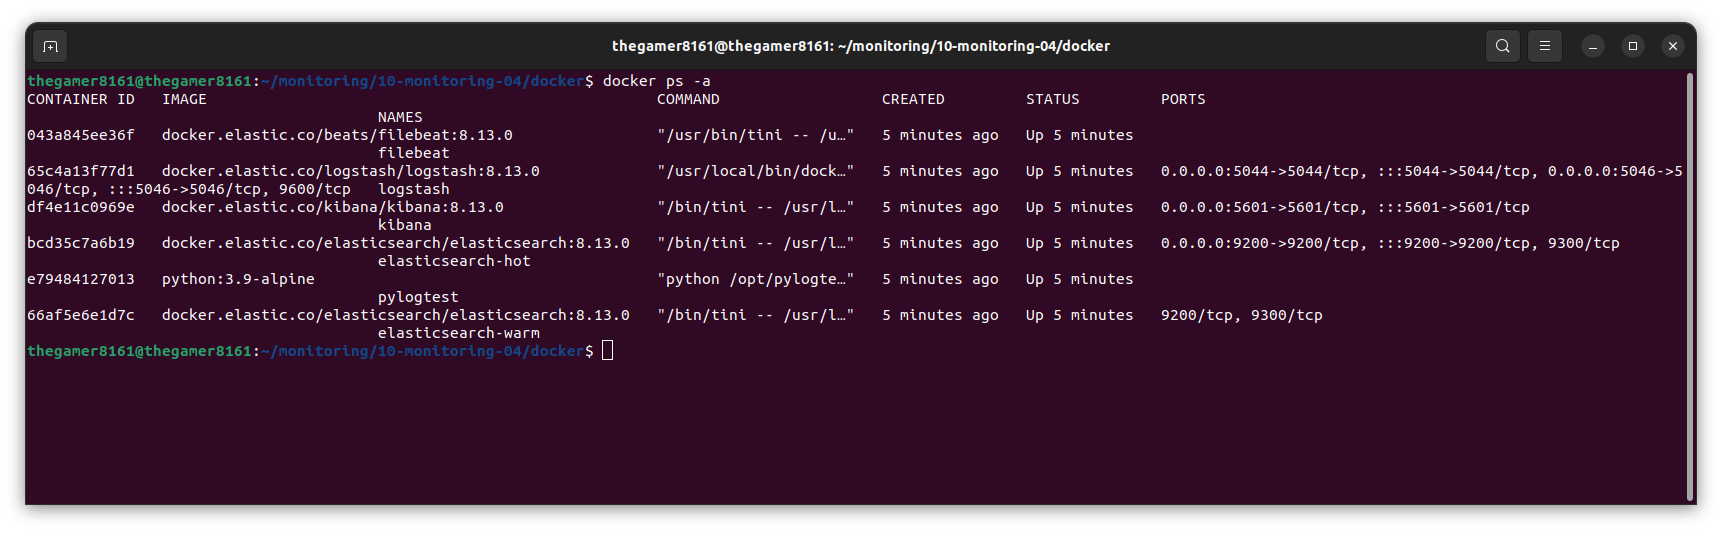 thegamer8161@thegamer8161: ~/monitoring/10-monitoring-04/docker
thegamer8161@thegamer8161:~/monitoring/10-monitoring-04/docker$ docker ps -a
CONTAINER ID   IMAGE                                                  COMMAND                  CREATED         STATUS         PORTS
                                       NAMES
043a845ee36f   docker.elastic.co/beats/filebeat:8.13.0                "/usr/bin/tini -- /u…"   5 minutes ago   Up 5 minutes
                                       filebeat
65c4a13f77d1   docker.elastic.co/logstash/logstash:8.13.0             "/usr/local/bin/dock…"   5 minutes ago   Up 5 minutes   0.0.0.0:5044->5044/tcp, :::5044->5044/tcp, 0.0.0.0:5046->5
046/tcp, :::5046->5046/tcp, 9600/tcp   logstash
df4e11c0969e   docker.elastic.co/kibana/kibana:8.13.0                 "/bin/tini -- /usr/l…"   5 minutes ago   Up 5 minutes   0.0.0.0:5601->5601/tcp, :::5601->5601/tcp
                                       kibana
bcd35c7a6b19   docker.elastic.co/elasticsearch/elasticsearch:8.13.0   "/bin/tini -- /usr/l…"   5 minutes ago   Up 5 minutes   0.0.0.0:9200->9200/tcp, :::9200->9200/tcp, 9300/tcp
                                       elasticsearch-hot
e79484127013   python:3.9-alpine                                      "python /opt/pylogte…"   5 minutes ago   Up 5 minutes
                                       pylogtest
66af5e6e1d7c   docker.elastic.co/elasticsearch/elasticsearch:8.13.0   "/bin/tini -- /usr/l…"   5 minutes ago   Up 5 minutes   9200/tcp, 9300/tcp
                                       elasticsearch-warm
thegamer8161@thegamer8161:~/monitoring/10-monitoring-04/docker$